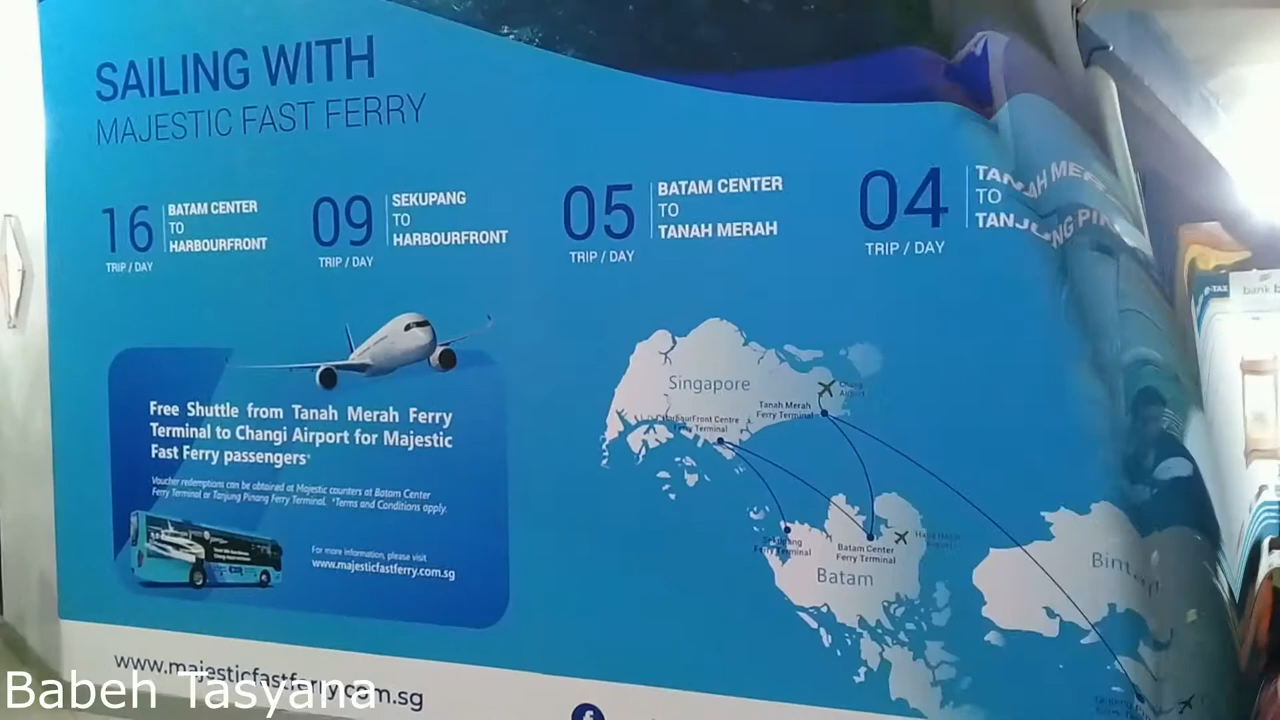 SAILING WITH
MAJESTIC FAST FERRY
16
TRIP / DAY
BATAM CENTER
TO
HARBOURFRONT
09
TRIP / DAY
SEKUPANG
TO
HARBOURFRONT
05
TRIP / DAY
BATAM CENTER
TO
TANAH MERAH
04
TRIP / DAY
TANAH MERAH
TO
TANJUNG PIN
Free Shuttle from Tanah Merah Ferry
Terminal to Changi Airport for Majestic
Fast Ferry passengers*
Voucher redemptions can be obtained at Majestic counters at Batam Center
Ferry Terminal or Tanjung Pinang Ferry Terminal. *Terms and Conditions apply.
For more information, please visit
www.majesticfastferry.com.sg
Singapore
Changi
Airport
Tanah Merah
Ferry Terminal
HarbourFront Centre
Ferry Terminal
Sekupang
Ferry Terminal
Batam Center
Ferry Terminal
Batam
Bintan
e-TAX
bank b
www.majesticfastferry.com.sg
Babeh Tasyana